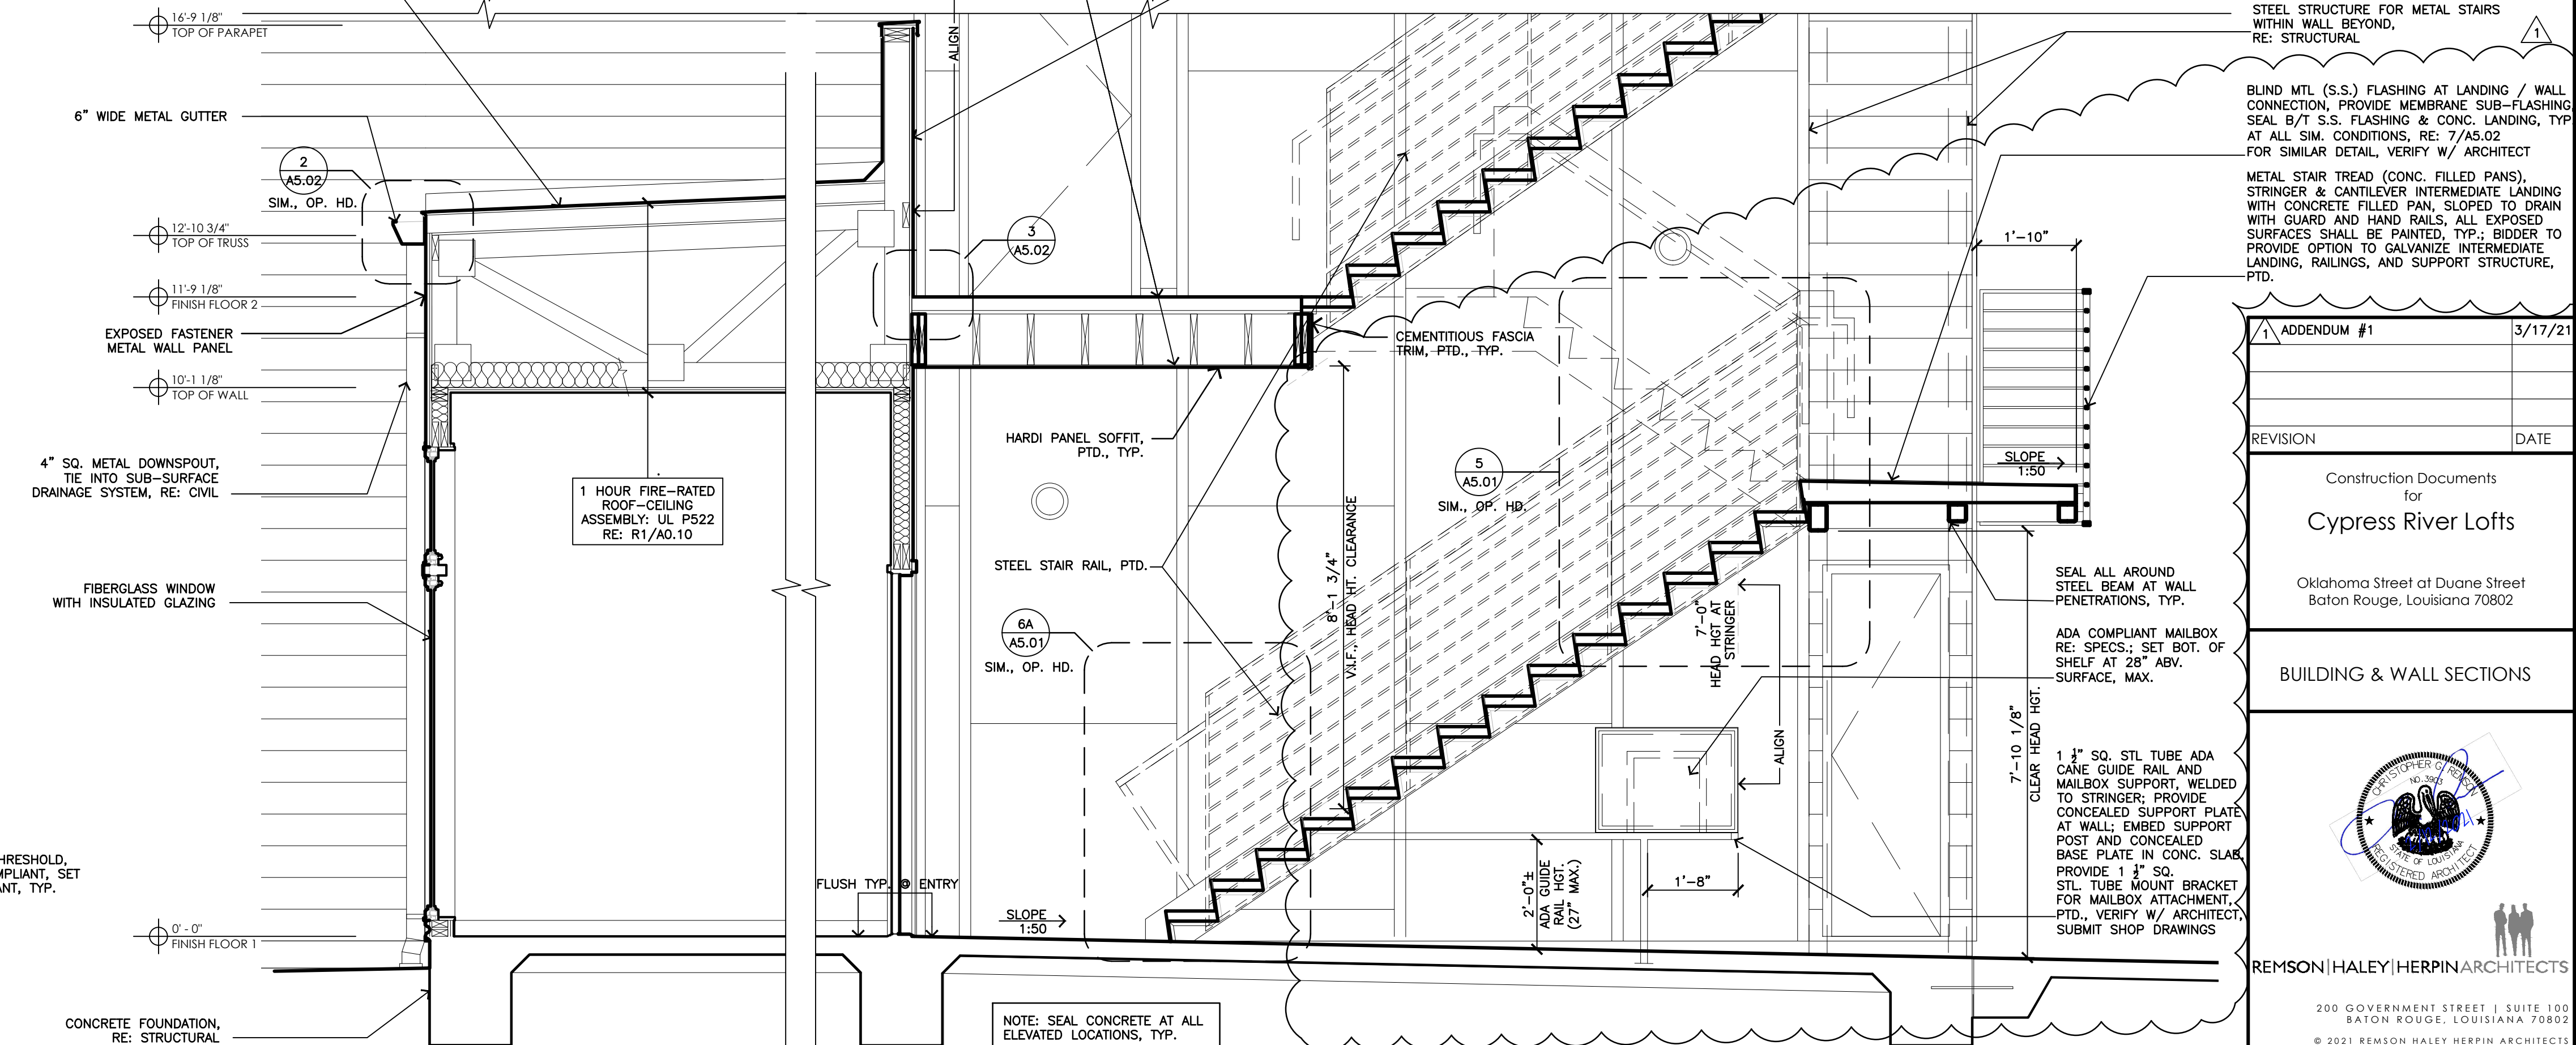 16'-9 1/8"
TOP OF PARAPET
6" WIDE METAL GUTTER
2
A5.02
SIM., OP. HD.
12'-10 3/4"
TOP OF TRUSS
11'-9 1/8"
FINISH FLOOR 2
EXPOSED FASTENER
METAL WALL PANEL
10'-1 1/8"
TOP OF WALL
4" SQ. METAL DOWNSPOUT,
TIE INTO SUB-SURFACE
DRAINAGE SYSTEM, RE: CIVIL
FIBERGLASS WINDOW
WITH INSULATED GLAZING
HRESHOLD,
MPLIANT, SET
ANT, TYP.
0' - 0"
FINISH FLOOR 1
CONCRETE FOUNDATION,
RE: STRUCTURAL
1 HOUR FIRE-RATED
ROOF-CEILING
ASSEMBLY: UL P522
RE: R1/A0.10
ALIGN
3
A5.02
CEMENTITIOUS FASCIA
TRIM, PTD., TYP.
HARDI PANEL SOFFIT,
PTD., TYP.
5
A5.01
SIM., OP. HD.
STEEL STAIR RAIL, PTD.
6A
A5.01
SIM., OP. HD.
8'-1 3/4"
V.I.F., HEAD HT. CLEARANCE
7'-0"
HEAD HGT AT
STRINGER
ALIGN
FLUSH TYP. @ ENTRY
SLOPE
1:50
2'-0"±
ADA GUIDE
RAIL HGT.
(27" MAX.)
1'-8"
NOTE: SEAL CONCRETE AT ALL
ELEVATED LOCATIONS, TYP.
1'-10"
SLOPE
1:50
7'-10 1/8"
CLEAR HEAD HGT.
STEEL STRUCTURE FOR METAL STAIRS
WITHIN WALL BEYOND,
RE: STRUCTURAL
1
BLIND MTL (S.S.) FLASHING AT LANDING / WALL
CONNECTION, PROVIDE MEMBRANE SUB-FLASHING,
SEAL B/T S.S. FLASHING & CONC. LANDING, TYP
AT ALL SIM. CONDITIONS, RE: 7/A5.02
FOR SIMILAR DETAIL, VERIFY W/ ARCHITECT
METAL STAIR TREAD (CONC. FILLED PANS),
STRINGER & CANTILEVER INTERMEDIATE LANDING
WITH CONCRETE FILLED PAN, SLOPED TO DRAIN
WITH GUARD AND HAND RAILS, ALL EXPOSED
SURFACES SHALL BE PAINTED, TYP.; BIDDER TO
PROVIDE OPTION TO GALVANIZE INTERMEDIATE
LANDING, RAILINGS, AND SUPPORT STRUCTURE,
PTD.
SEAL ALL AROUND
STEEL BEAM AT WALL
PENETRATIONS, TYP.
ADA COMPLIANT MAILBOX
RE: SPECS.; SET BOT. OF
SHELF AT 28" ABV.
SURFACE, MAX.
1 1/2" SQ. STL TUBE ADA
CANE GUIDE RAIL AND
MAILBOX SUPPORT, WELDED
TO STRINGER; PROVIDE
CONCEALED SUPPORT PLATE
AT WALL; EMBED SUPPORT
POST AND CONCEALED
BASE PLATE IN CONC. SLAB,
PROVIDE 1 1/2" SQ.
STL. TUBE MOUNT BRACKET
FOR MAILBOX ATTACHMENT,
PTD., VERIFY W/ ARCHITECT,
SUBMIT SHOP DRAWINGS
1 ADDENDUM #1 3/17/21
REVISION DATE
Construction Documents
for
Cypress River Lofts
Oklahoma Street at Duane Street
Baton Rouge, Louisiana 70802
BUILDING & WALL SECTIONS
CHRISTOPHER G. REMSON
NO. 3903
STATE OF LOUISIANA
REGISTERED ARCHITECT
REMSON|HALEY|HERPINARCHITECTS
200 GOVERNMENT STREET | SUITE 100
BATON ROUGE, LOUISIANA 70802
© 2021 REMSON HALEY HERPIN ARCHITECTS